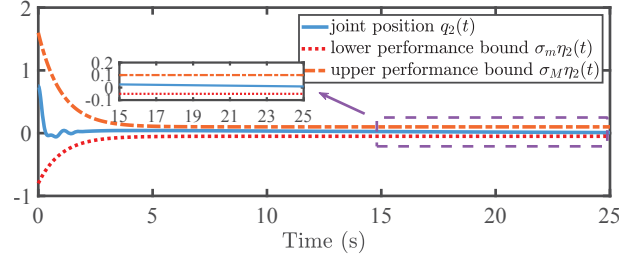 2
joint position q₂(t)
lower performance bound σₘη₂(t)
upper performance bound σ_Mη₂(t)
1
0.2
0.1
0
-0.1
15 17 19 21 23 25
0
-1
0 5 10 15 20 25
Time (s)